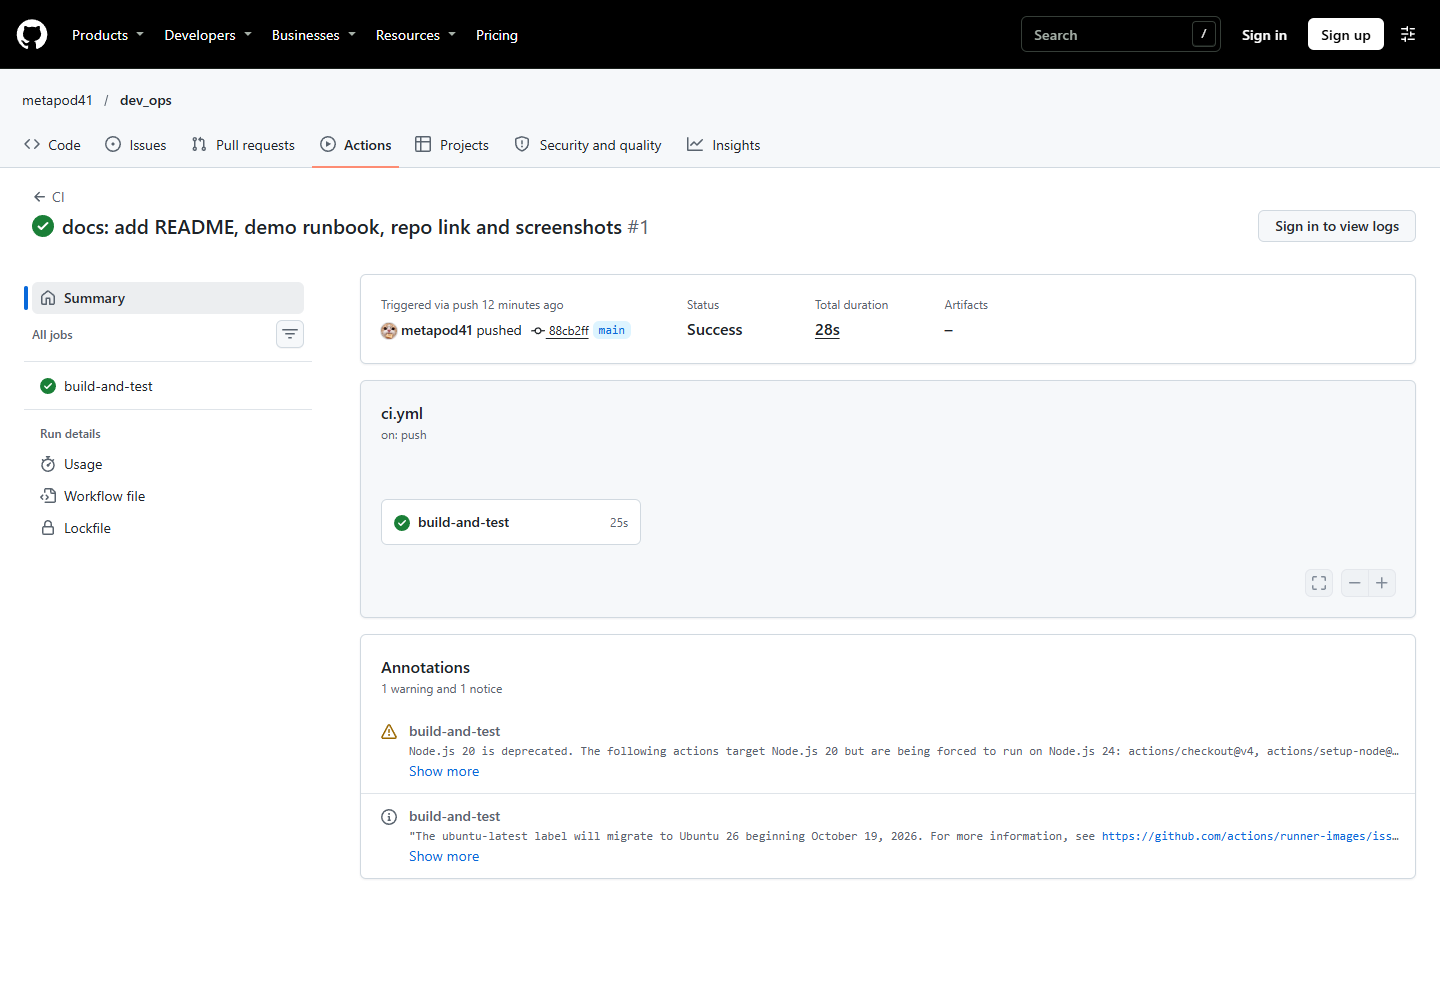 Products Developers Businesses Resources Pricing Search / Sign in Sign up
metapod41 / dev_ops
Code Issues Pull requests Actions Projects Security and quality Insights
CI
docs: add README, demo runbook, repo link and screenshots #1
Sign in to view logs
Summary
All jobs
build-and-test
Run details
Usage
Workflow file
Lockfile
Triggered via push 12 minutes ago
metapod41 pushed 88cb2ff main
Status
Success
Total duration
28s
Artifacts
–
ci.yml
on: push
build-and-test 25s
Annotations
1 warning and 1 notice
build-and-test
Node.js 20 is deprecated. The following actions target Node.js 20 but are being forced to run on Node.js 24: actions/checkout@v4, actions/setup-node@…
Show more
build-and-test
"The ubuntu-latest label will migrate to Ubuntu 26 beginning October 19, 2026. For more information, see https://github.com/actions/runner-images/iss…
Show more